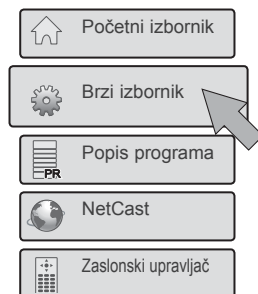 Početni izbornik
Brzi izbornik
Popis programa
PR
NetCast
Zaslonski upravljač